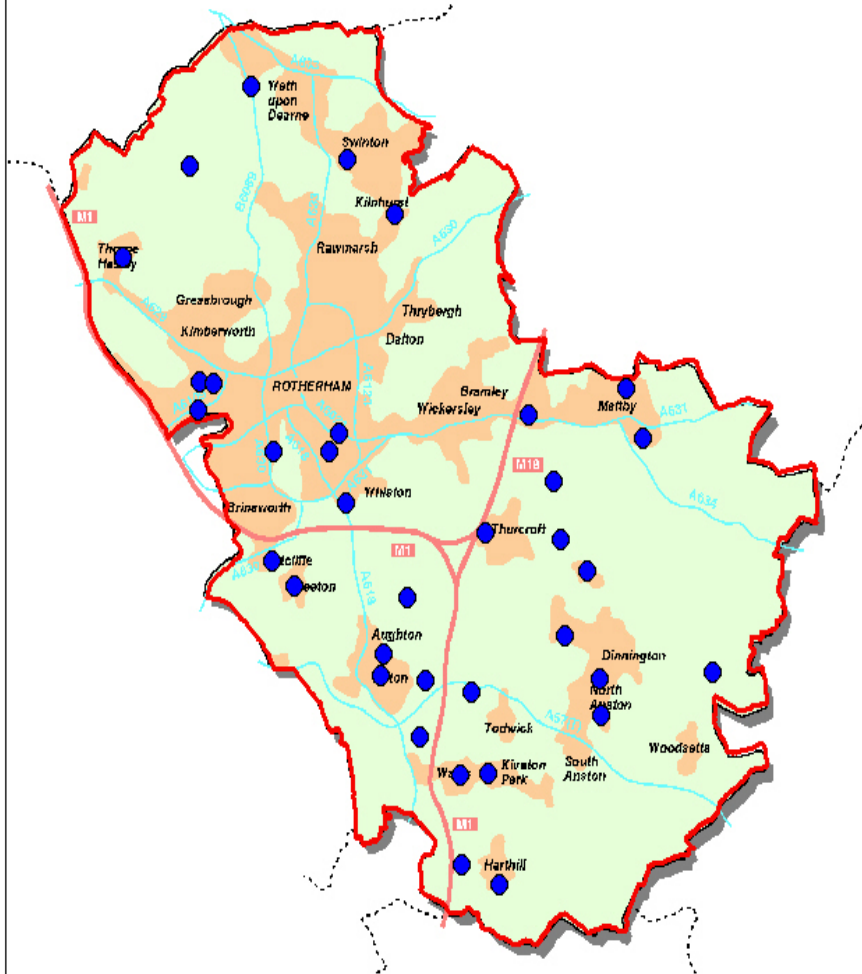 Wath
upon
Dearne
Swinton
M1
Kilnhurst
B6089
A630
Rawmarsh
Thorpe
Hesley
Greasbrough
Thrybergh
Kimberworth
Dalton
ROTHERHAM
Bramley
Wickersley
Maltby
A631
M18
Whiston
A634
Brinsworth
Thurcroft
M1
A618
Aughton
Dinnington
North
Anston
Todwick
Woodsetts
South
Anston
Kiveton
Park
M1
Harthill